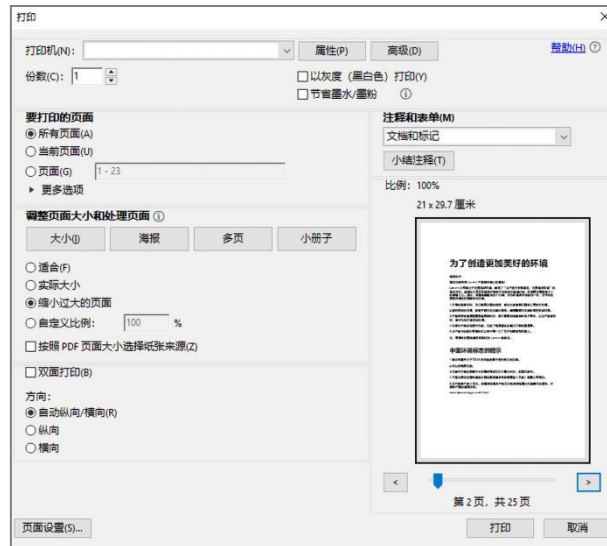 打印
打印机(N):
属性(P)
高级(D)
帮助(H)
份数(C): 1
以灰度（黑白色）打印(Y)
节省墨水/墨粉
要打印的页面
所有页面(A)
当前页面(U)
页面(G) 1 - 23
更多选项
调整页面大小和处理页面
大小(I)
海报
多页
小册子
适合(F)
实际大小
缩小过大的页面
自定义比例: 100 %
按照 PDF 页面大小选择纸张来源(Z)
双面打印(B)
方向:
自动纵向/横向(R)
纵向
横向
注释和表单(M)
文档和标记
小结注释(T)
比例: 100%
21 x 29.7 厘米
为了创造更加美好的环境
中国环境标志的提示
<
>
第 2 页, 共 25 页
页面设置(S)...
打印
取消